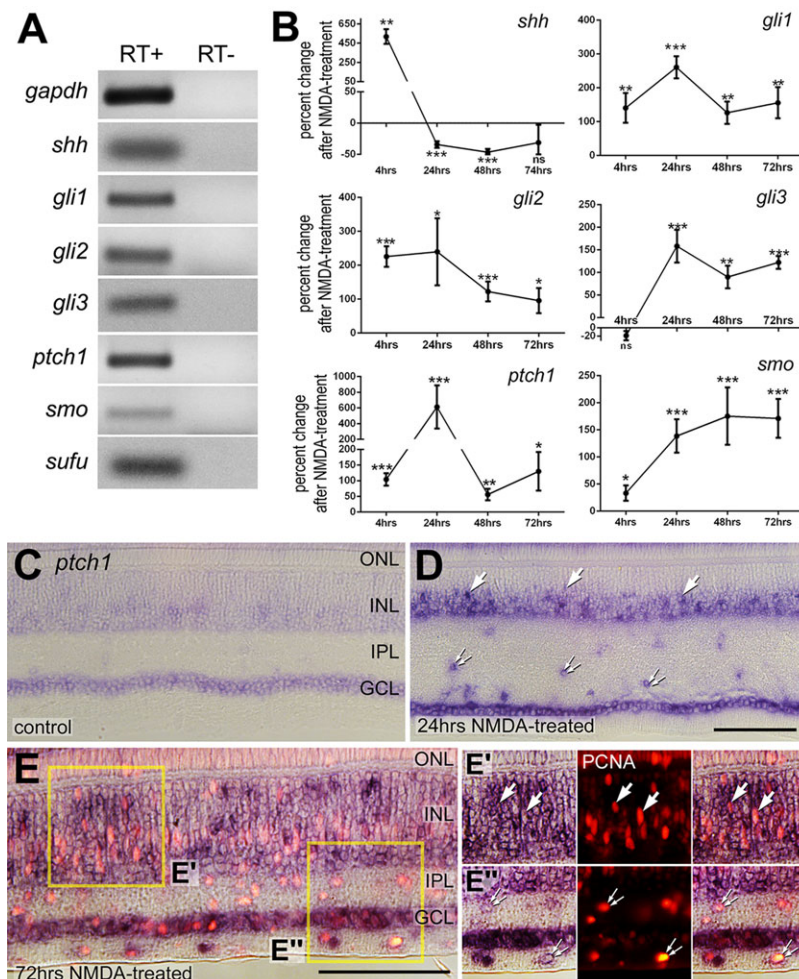 A
RT+ RT-
gapdh
shh
gli1
gli2
gli3
ptch1
smo
sufu
B
percent change
after NMDA-treatment
shh
650
550
450
350
250
150
50
50
0
-50
**
***
***
ns
4hrs 24hrs 48hrs 74hrs
gli1
400
300
200
100
0
**
***
**
**
4hrs 24hrs 48hrs 72hrs
percent change
after NMDA-treatment
gli2
400
300
200
100
0
***
*
***
*
4hrs 24hrs 48hrs 72hrs
gli3
250
200
150
100
50
0
-20
ns
***
**
***
4hrs 24hrs 48hrs 72hrs
percent change
after NMDA-treatment
ptch1
1000
800
600
400
200
150
100
50
0
***
***
**
*
4hrs 24hrs 48hrs 72hrs
smo
250
200
150
100
50
0
*
***
***
***
4hrs 24hrs 48hrs 72hrs
C ptch1
ONL
INL
IPL
GCL
control
D
24hrs NMDA-treated
E
ONL
INL
E'
IPL
GCL
E"
72hrs NMDA-treated
E' PCNA
E"